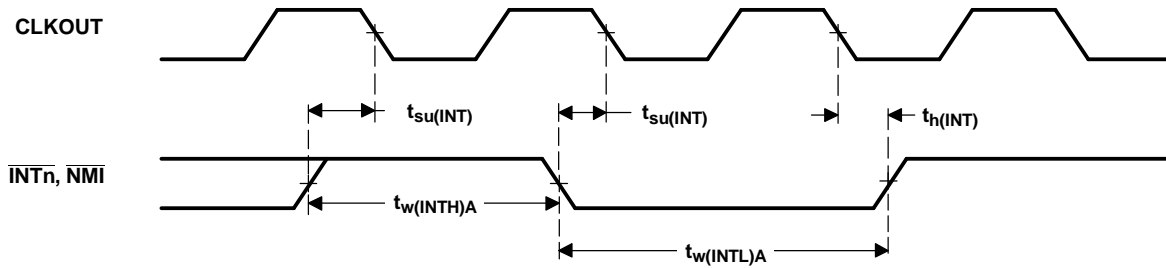 CLKOUT
tsu(INT) tsu(INT) th(INT)
INTn, NMI
tw(INTH)A
tw(INTL)A